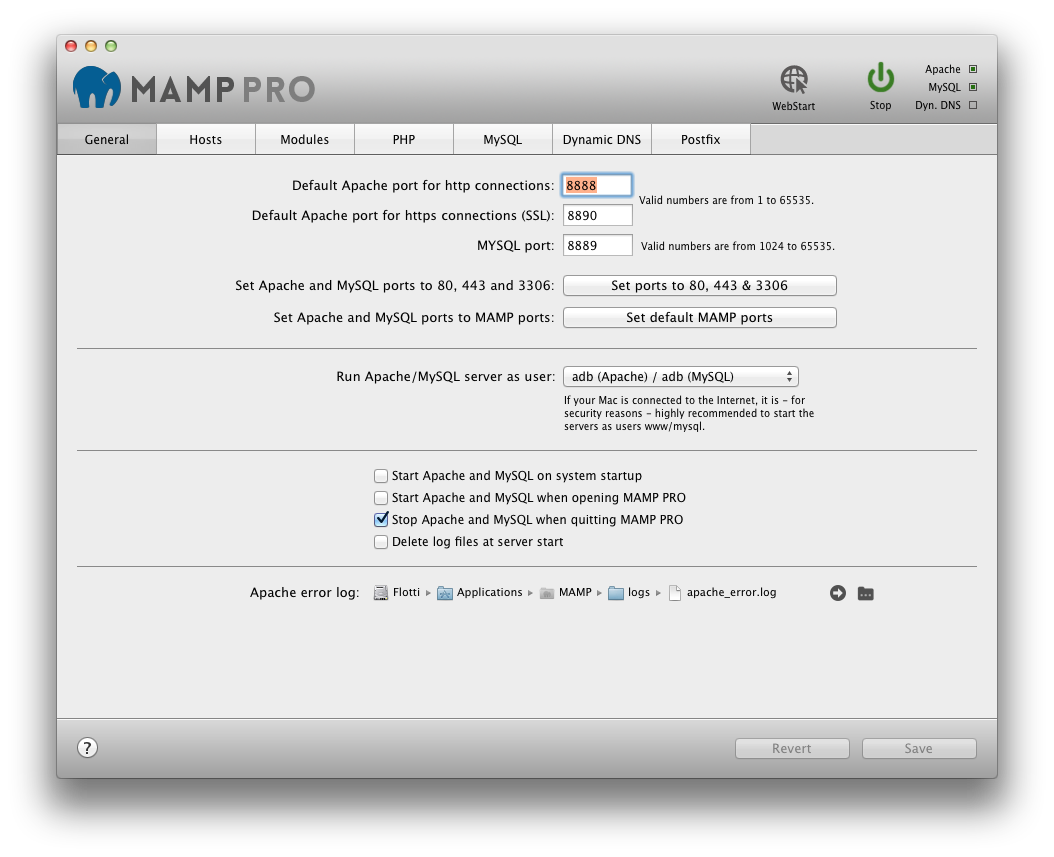 MAMP PRO
WebStart
Stop
Apache
MySQL
Dyn. DNS
General
Hosts
Modules
PHP
MySQL
Dynamic DNS
Postfix
Default Apache port for http connections: 8888
Valid numbers are from 1 to 65535.
Default Apache port for https connections (SSL): 8890
MYSQL port: 8889 Valid numbers are from 1024 to 65535.
Set Apache and MySQL ports to 80, 443 and 3306: Set ports to 80, 443 & 3306
Set Apache and MySQL ports to MAMP ports: Set default MAMP ports
Run Apache/MySQL server as user: adb (Apache) / adb (MySQL)
If your Mac is connected to the Internet, it is – for
security reasons – highly recommended to start the
servers as users www/mysql.
Start Apache and MySQL on system startup
Start Apache and MySQL when opening MAMP PRO
Stop Apache and MySQL when quitting MAMP PRO
Delete log files at server start
Apache error log: Flotti ▸ Applications ▸ MAMP ▸ logs ▸ apache_error.log
?
Revert
Save